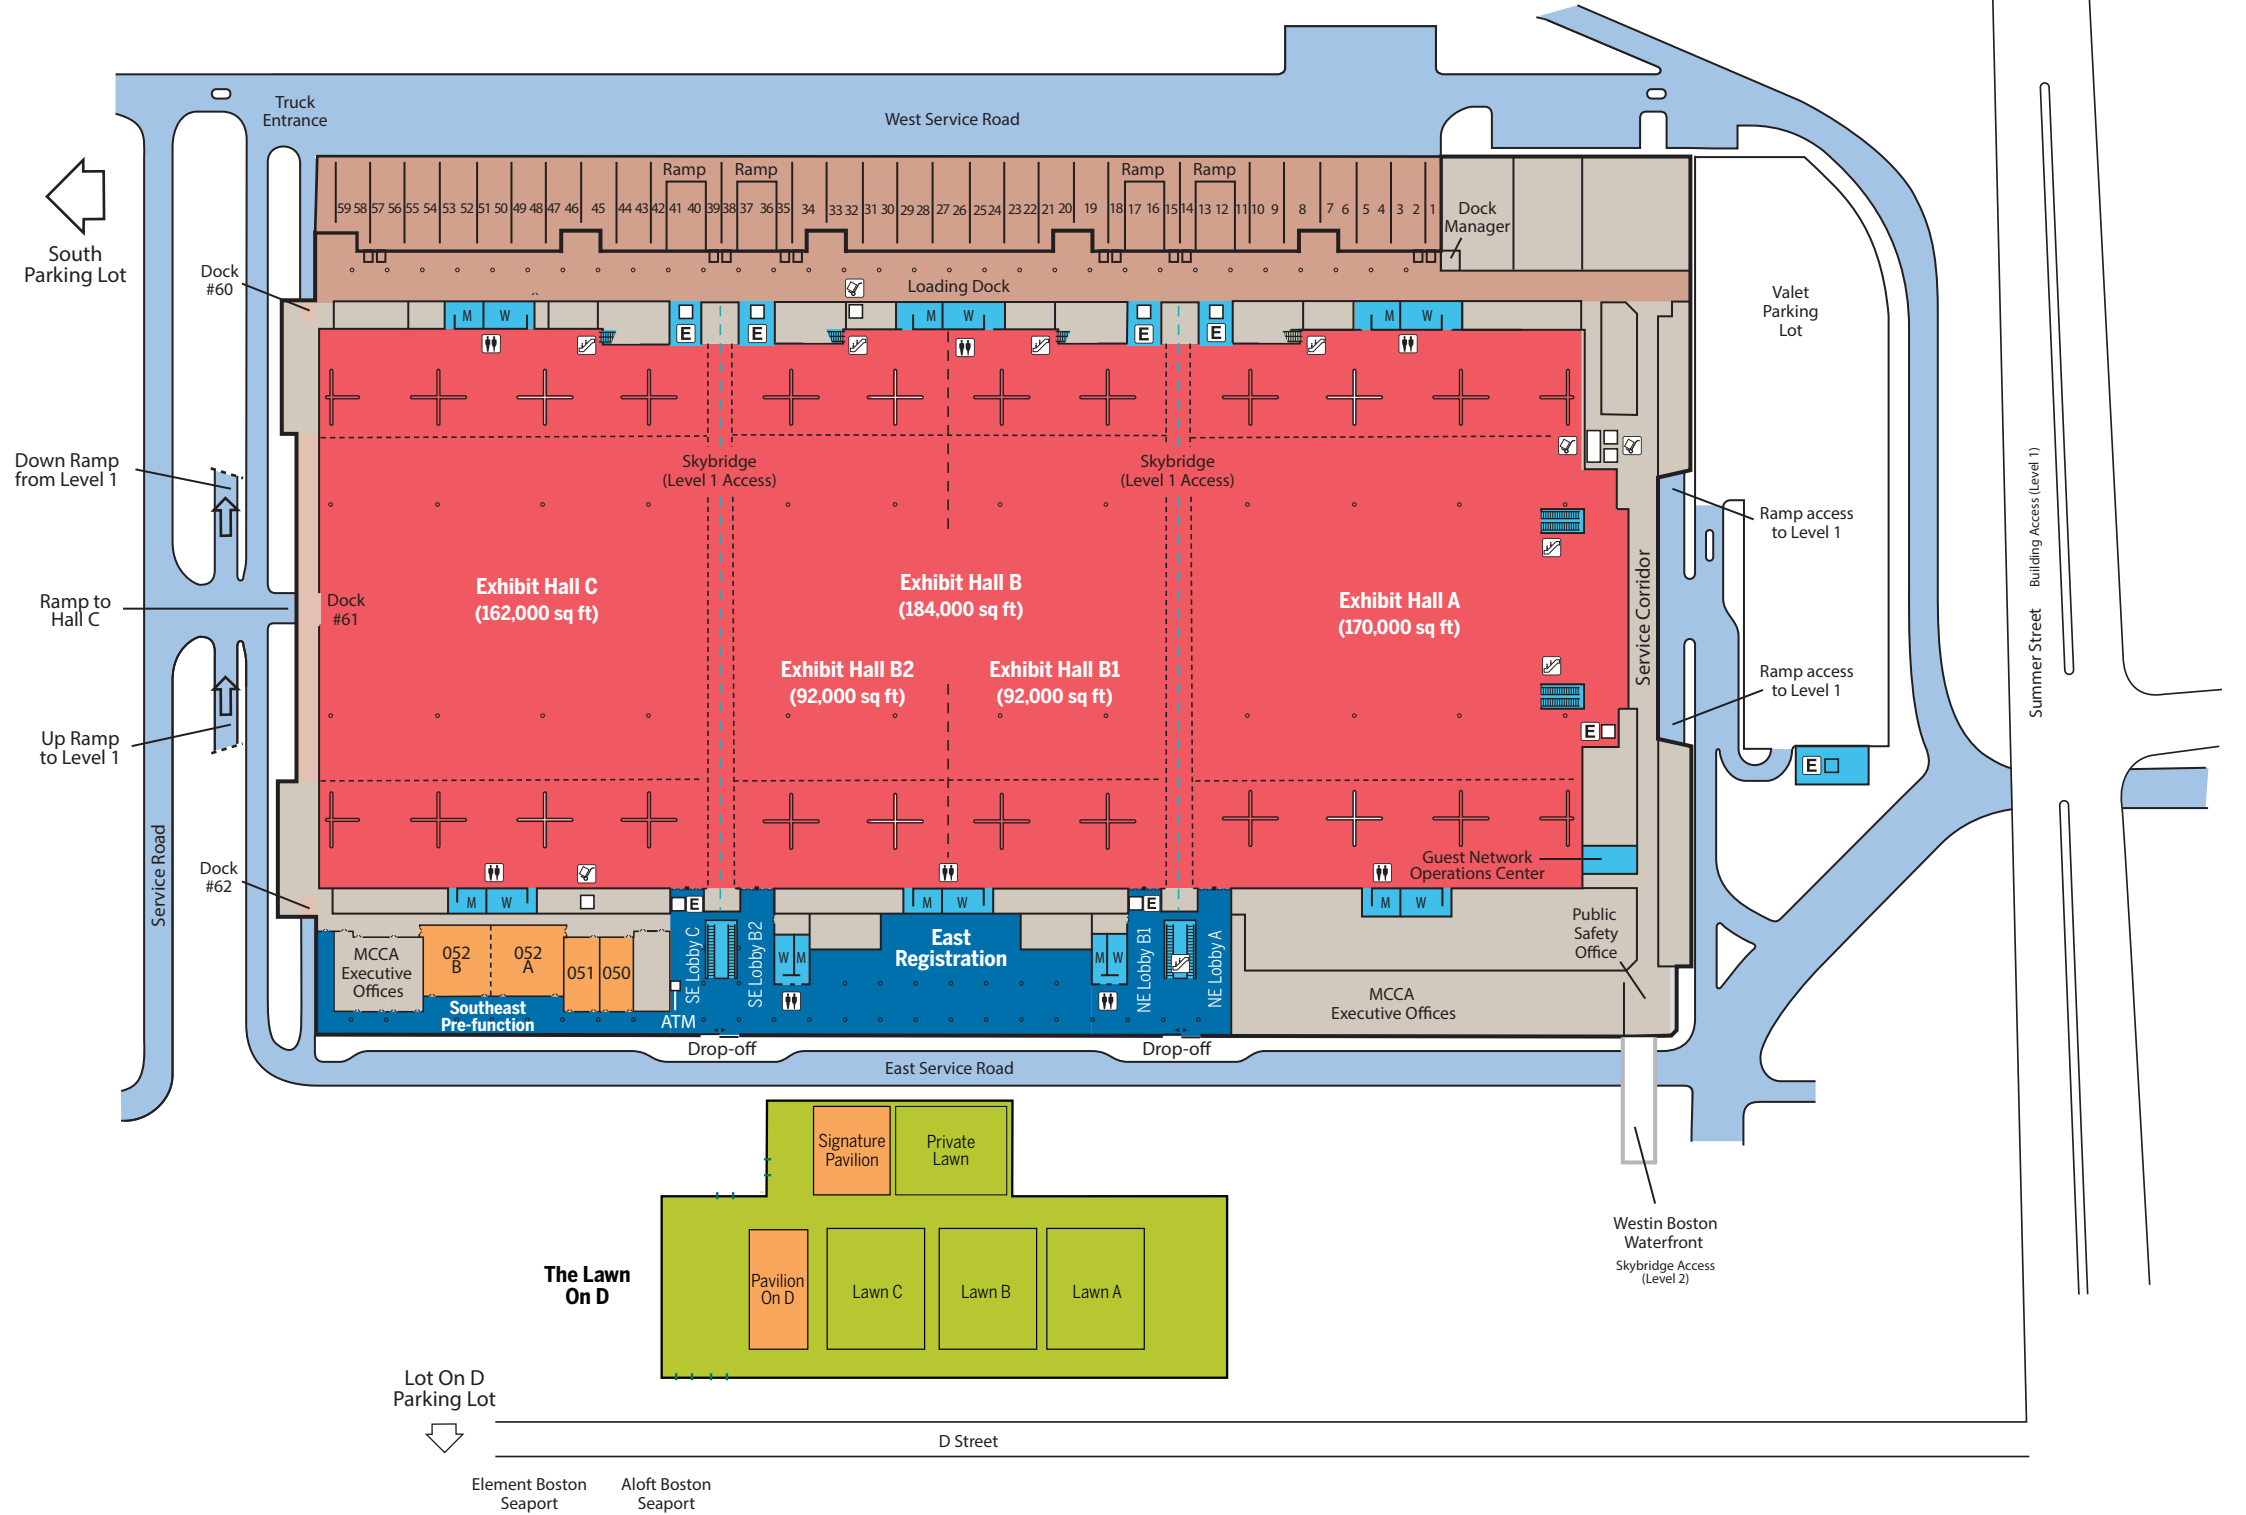 Truck
Entrance
West Service Road
South
Parking Lot
Ramp
Ramp
Ramp
Ramp
59 58 57 56 55 54 53 52 51 50 49 48 47 46 45 44 43 42 41 40 39 38 37 36 35 34 33 32 31 30 29 28 27 26 25 24 23 22 21 20 19 18 17 16 15 14 13 12 11 10 9 8 7 6 5 4 3 2 1
Dock
Manager
Dock
#60
Loading Dock
Valet
Parking
Lot
M W
E
E
M W
E
E
M W
Down Ramp
from Level 1
Skybridge
(Level 1 Access)
Skybridge
(Level 1 Access)
Ramp access
to Level 1
Building Access (Level 1)
Summer Street
Service Corridor
Ramp to
Hall C
Dock
#61
Exhibit Hall C
(162,000 sq ft)
Exhibit Hall B
(184,000 sq ft)
Exhibit Hall A
(170,000 sq ft)
Exhibit Hall B2
(92,000 sq ft)
Exhibit Hall B1
(92,000 sq ft)
Ramp access
to Level 1
Up Ramp
to Level 1
E
E
Service Road
Dock
#62
Guest Network
Operations Center
M W
E
M W
E
M W
Public
Safety
Office
MCCA
Executive
Offices
052
B
052
A
051
050
SE Lobby C
SE Lobby B2
W M
East
Registration
M W
NE Lobby B1
NE Lobby A
MCCA
Executive Offices
Southeast
Pre-function
ATM
Drop-off
Drop-off
East Service Road
Signature
Pavilion
Private
Lawn
The Lawn
On D
Pavilion
On D
Lawn C
Lawn B
Lawn A
Westin Boston
Waterfront
Skybridge Access
(Level 2)
Lot On D
Parking Lot
D Street
Element Boston
Seaport
Aloft Boston
Seaport